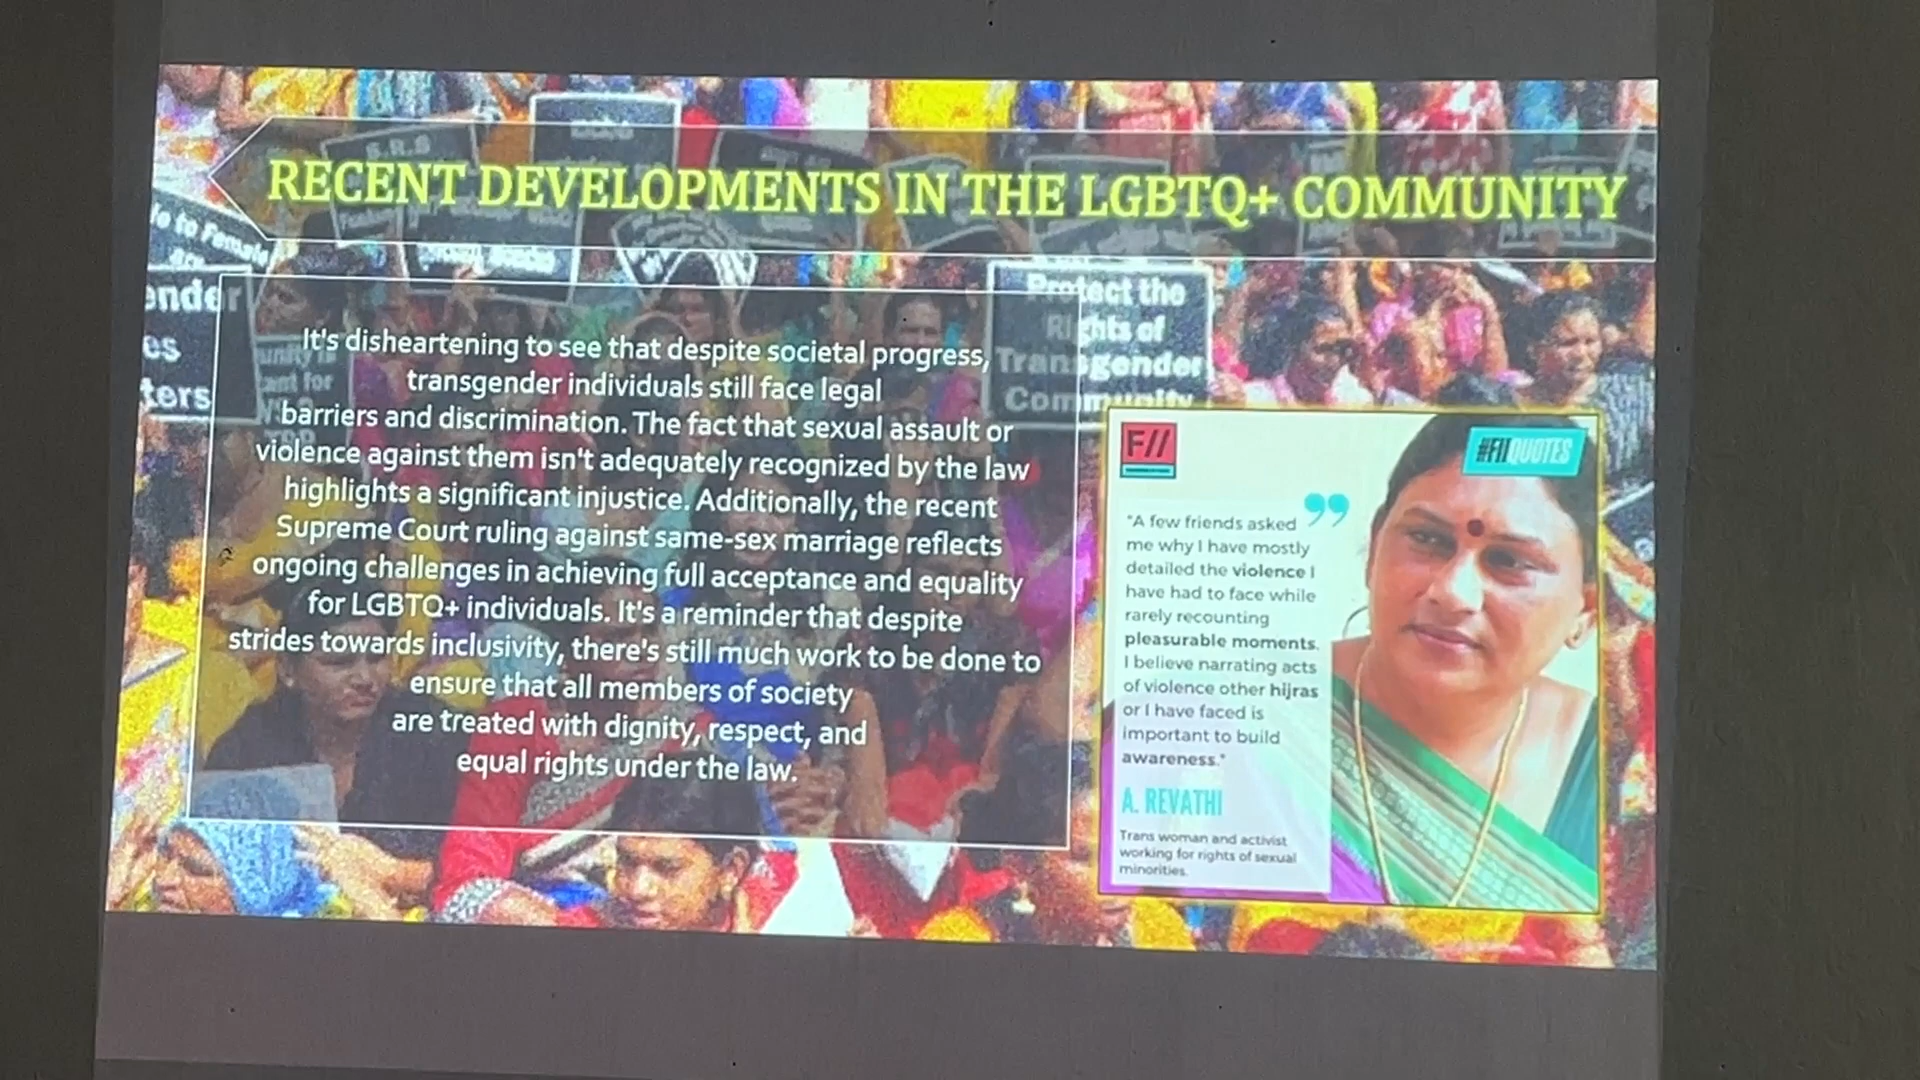 RECENT DEVELOPMENTS IN THE LGBTQ+ COMMUNITY
S.R.S
to Female
are
ender
es
ters
Protect the
Rights of
Transgender
Community
It's disheartening to see that despite societal progress,
transgender individuals still face legal
barriers and discrimination. The fact that sexual assault or
violence against them isn't adequately recognized by the law
highlights a significant injustice. Additionally, the recent
Supreme Court ruling against same-sex marriage reflects
ongoing challenges in achieving full acceptance and equality
for LGBTQ+ individuals. It's a reminder that despite
strides towards inclusivity, there's still much work to be done to
ensure that all members of society
are treated with dignity, respect, and
equal rights under the law.
F//
#FIIQUOTES
"A few friends asked
me why I have mostly
detailed the violence I
have had to face while
rarely recounting
pleasurable moments.
I believe narrating acts
of violence other hijras
or I have faced is
important to build
awareness."
A. REVATHI
Trans woman and activist
working for rights of sexual
minorities.